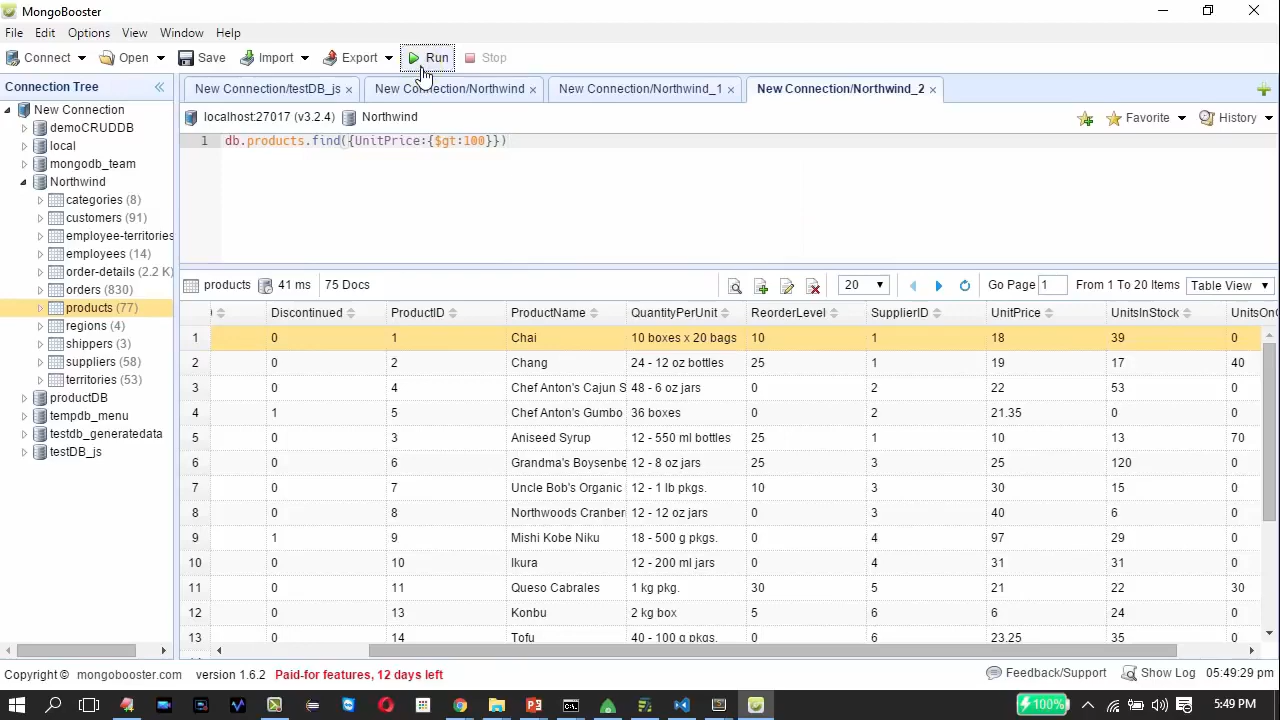 MongoBooster
File Edit Options View Window Help
Connect Open Save Import Export Run Stop
Connection Tree
New Connection/testDB_js × New Connection/Northwind × New Connection/Northwind_1 × New Connection/Northwind_2 ×
New Connection
localhost:27017 (v3.2.4) Northwind Favorite History
demoCRUDDB
local
mongodb_team
Northwind
categories (8)
customers (91)
employee-territories
employees (14)
order-details (2.2 K)
orders (830)
products (77)
regions (4)
shippers (3)
suppliers (58)
territories (53)
productDB
tempdb_menu
testdb_generatedata
testDB_js
1 db.products.find({UnitPrice:{$gt:100}})
products 41 ms 75 Docs 20 Go Page 1 From 1 To 20 Items Table View
Discontinued ProductID ProductName QuantityPerUnit ReorderLevel SupplierID UnitPrice UnitsInStock UnitsOnO
1 0 1 Chai 10 boxes x 20 bags 10 1 18 39 0
2 0 2 Chang 24 - 12 oz bottles 25 1 19 17 40
3 0 4 Chef Anton's Cajun S 48 - 6 oz jars 0 2 22 53 0
4 1 5 Chef Anton's Gumbo 36 boxes 0 2 21.35 0 0
5 0 3 Aniseed Syrup 12 - 550 ml bottles 25 1 10 13 70
6 0 6 Grandma's Boysenbe 12 - 8 oz jars 25 3 25 120 0
7 0 7 Uncle Bob's Organic 12 - 1 lb pkgs. 10 3 30 15 0
8 0 8 Northwoods Cranber 12 - 12 oz jars 0 3 40 6 0
9 1 9 Mishi Kobe Niku 18 - 500 g pkgs. 0 4 97 29 0
10 0 10 Ikura 12 - 200 ml jars 0 4 31 31 0
11 0 11 Queso Cabrales 1 kg pkg. 30 5 21 22 30
12 0 13 Konbu 2 kg box 5 6 6 24 0
13 0 14 Tofu 40 - 100 g pkgs. 0 6 23.25 35 0
Copyright© mongobooster.com version 1.6.2 Paid-for features, 12 days left Feedback/Support Show Log 05:49:29 PM
100% 5:49 PM